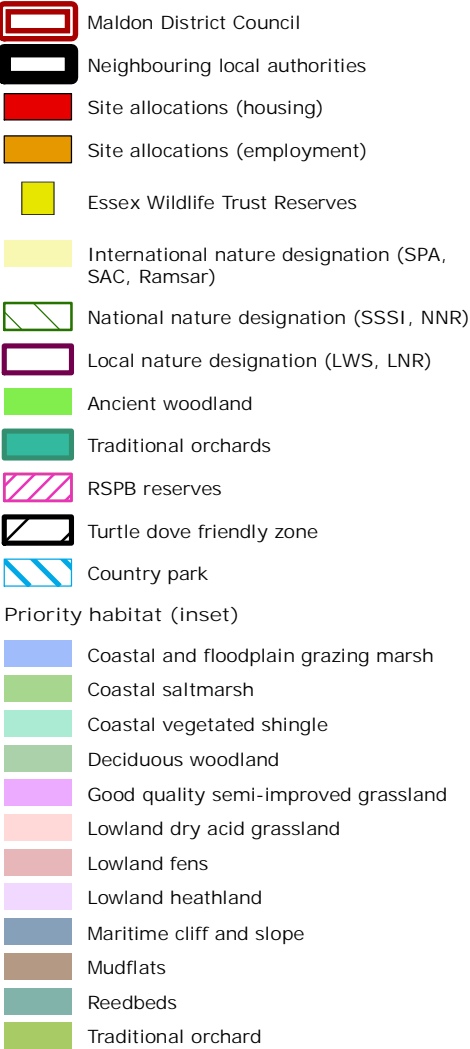 Maldon District Council
Neighbouring local authorities
Site allocations (housing)
Site allocations (employment)
Essex Wildlife Trust Reserves
International nature designation (SPA,
SAC, Ramsar)
National nature designation (SSSI, NNR)
Local nature designation (LWS, LNR)
Ancient woodland
Traditional orchards
RSPB reserves
Turtle dove friendly zone
Country park
Priority habitat (inset)
Coastal and floodplain grazing marsh
Coastal saltmarsh
Coastal vegetated shingle
Deciduous woodland
Good quality semi-improved grassland
Lowland dry acid grassland
Lowland fens
Lowland heathland
Maritime cliff and slope
Mudflats
Reedbeds
Traditional orchard